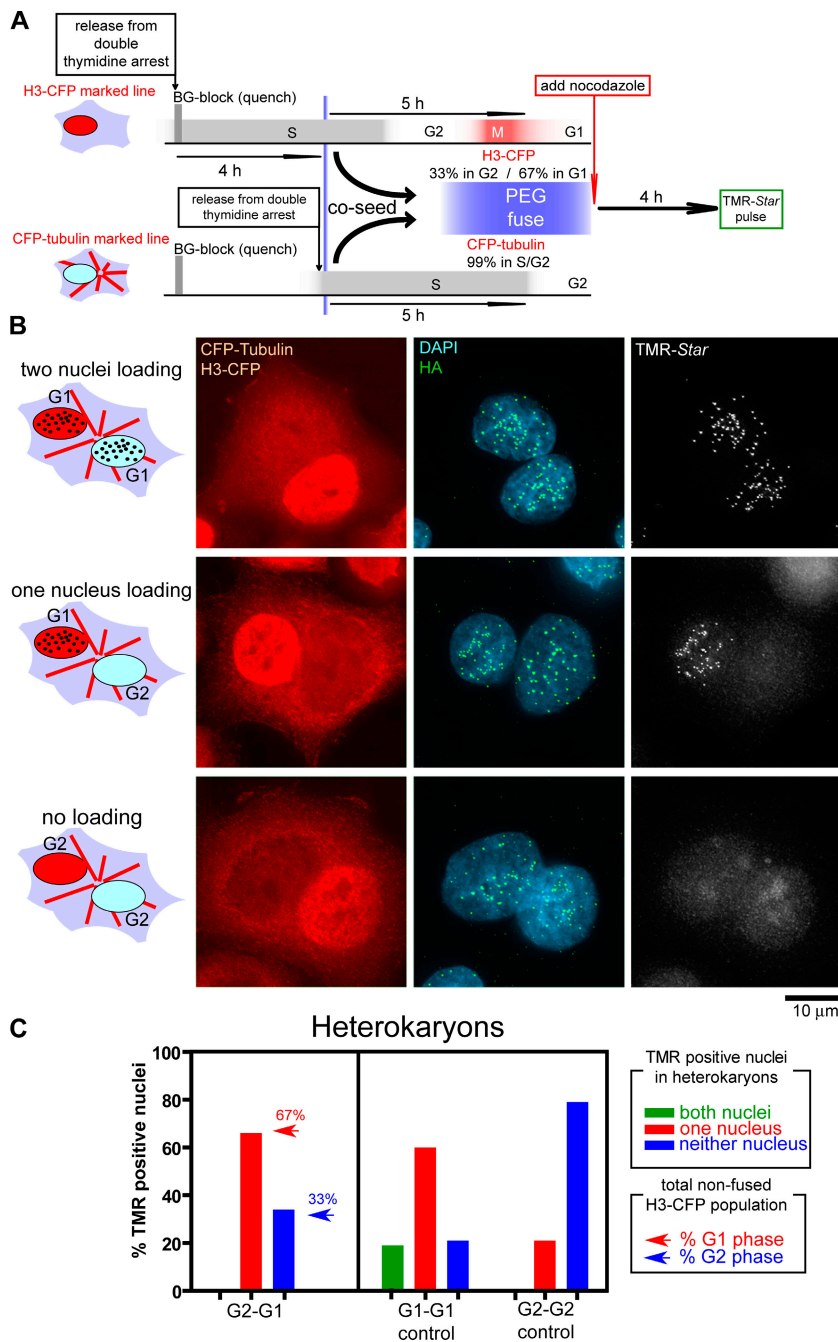 A
release from
double
thymidine arrest
H3-CFP marked line
BG-block (quench)
5 h
add nocodazole
S
G2
M
G1
4 h
H3-CFP
33% in G2 / 67% in G1
release from double
thymidine arrest
co-seed
PEG
fuse
4 h
TMR-Star
pulse
CFP-tubulin marked line
BG-block (quench)
CFP-tubulin
99% in S/G2
S
G2
5 h
B
two nuclei loading
G1
G1
CFP-Tubulin
H3-CFP
DAPI
HA
TMR-Star
one nucleus loading
G1
G2
no loading
G2
G2
10 μm
C
Heterokaryons
% TMR positive nuclei
100
80
60
40
20
0
67%
33%
G2-G1
G1-G1
control
G2-G2
control
TMR positive nuclei
in heterokaryons
both nuclei
one nucleus
neither nucleus
total non-fused
H3-CFP population
% G1 phase
% G2 phase